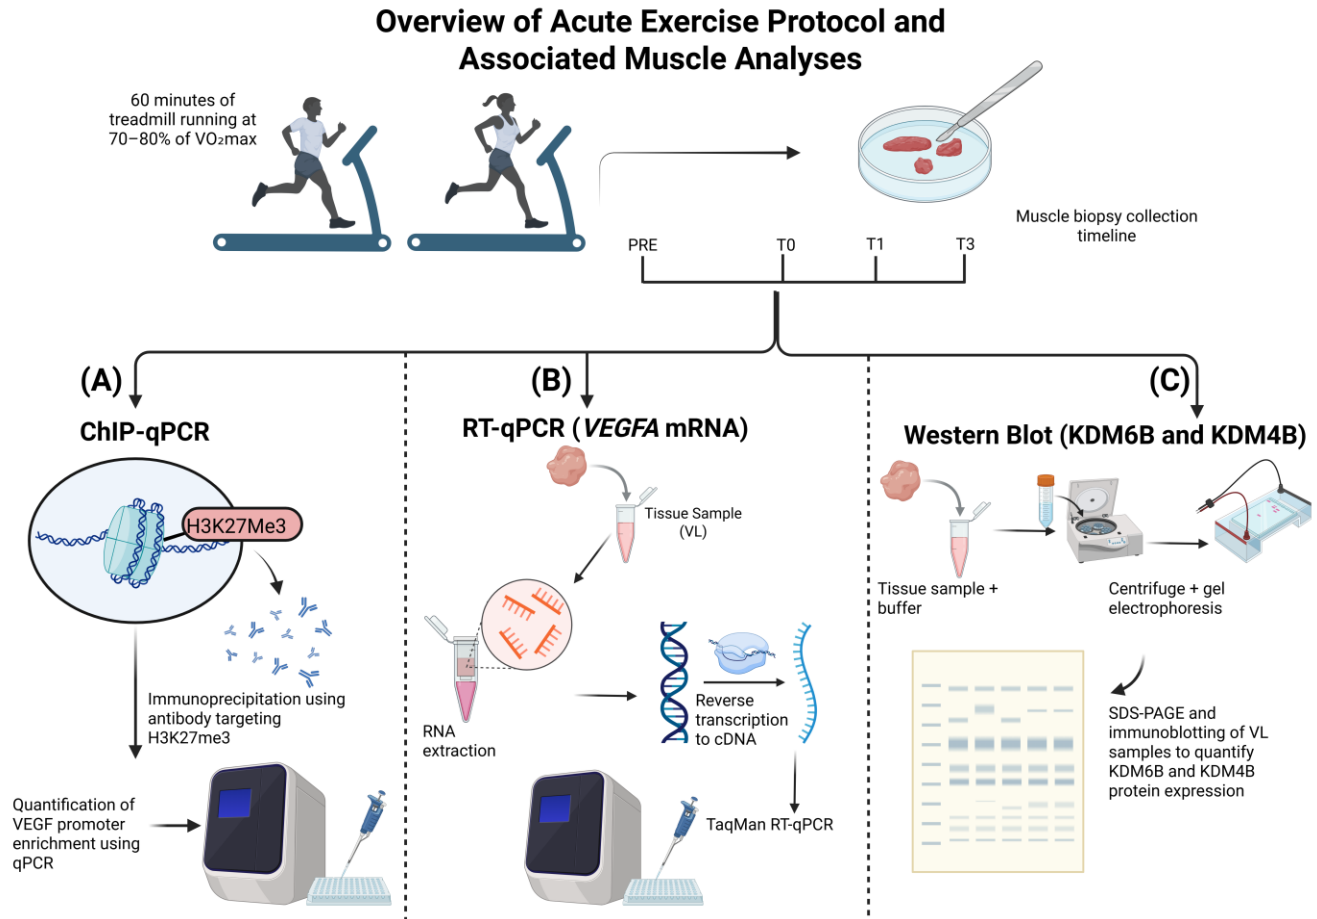 Overview of Acute Exercise Protocol and
Associated Muscle Analyses
60 minutes of
treadmill running at
70–80% of VO₂max
Muscle biopsy collection
timeline
PRE
T0
T1
T3
(A)
ChIP-qPCR
H3K27Me3
Immunoprecipitation using
antibody targeting
H3K27me3
Quantification of
VEGF promoter
enrichment using
qPCR
(B)
RT-qPCR (VEGFA mRNA)
Tissue Sample
(VL)
RNA
extraction
Reverse
transcription
to cDNA
TaqMan RT-qPCR
(C)
Western Blot (KDM6B and KDM4B)
Tissue sample +
buffer
Centrifuge + gel
electrophoresis
SDS-PAGE and
immunoblotting of VL
samples to quantify
KDM6B and KDM4B
protein expression